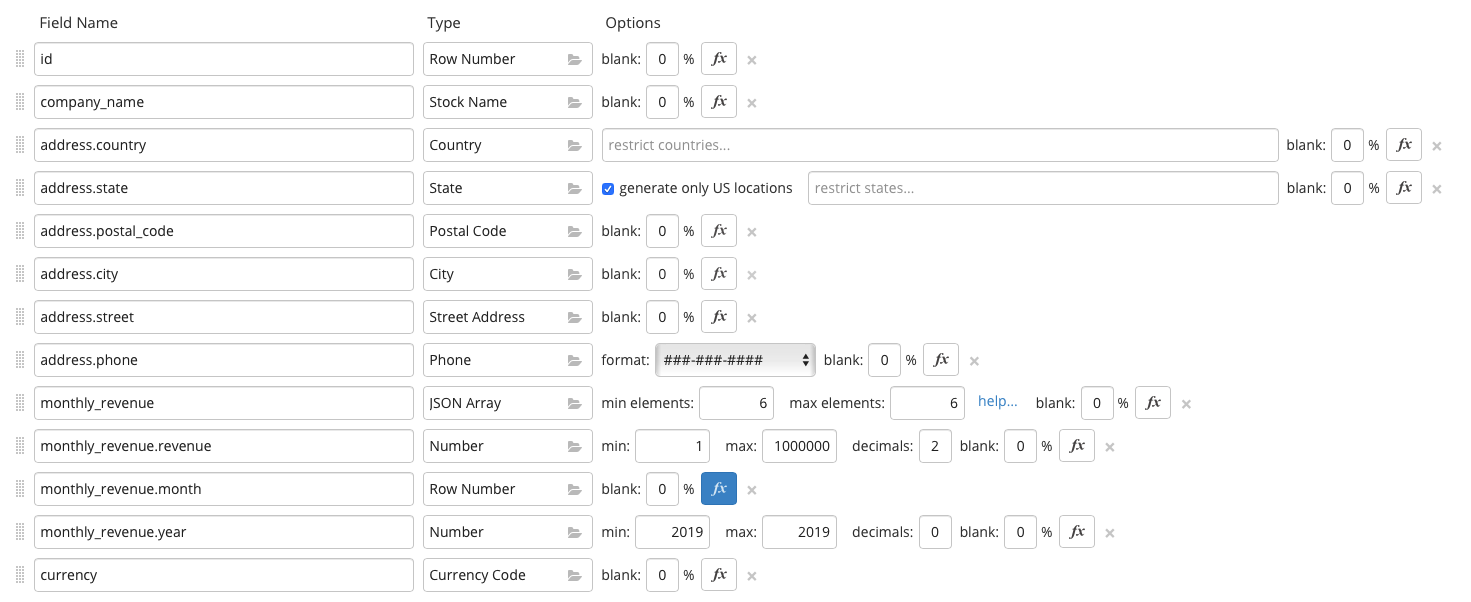 Field Name Type Options
id Row Number blank: 0 % fx ×
company_name Stock Name blank: 0 % fx ×
address.country Country restrict countries... blank: 0 % fx ×
address.state State generate only US locations restrict states... blank: 0 % fx ×
address.postal_code Postal Code blank: 0 % fx ×
address.city City blank: 0 % fx ×
address.street Street Address blank: 0 % fx ×
address.phone Phone format: ###-###-#### blank: 0 % fx ×
monthly_revenue JSON Array min elements: 6 max elements: 6 help... blank: 0 % fx ×
monthly_revenue.revenue Number min: 1 max: 1000000 decimals: 2 blank: 0 % fx ×
monthly_revenue.month Row Number blank: 0 % fx ×
monthly_revenue.year Number min: 2019 max: 2019 decimals: 0 blank: 0 % fx ×
currency Currency Code blank: 0 % fx ×